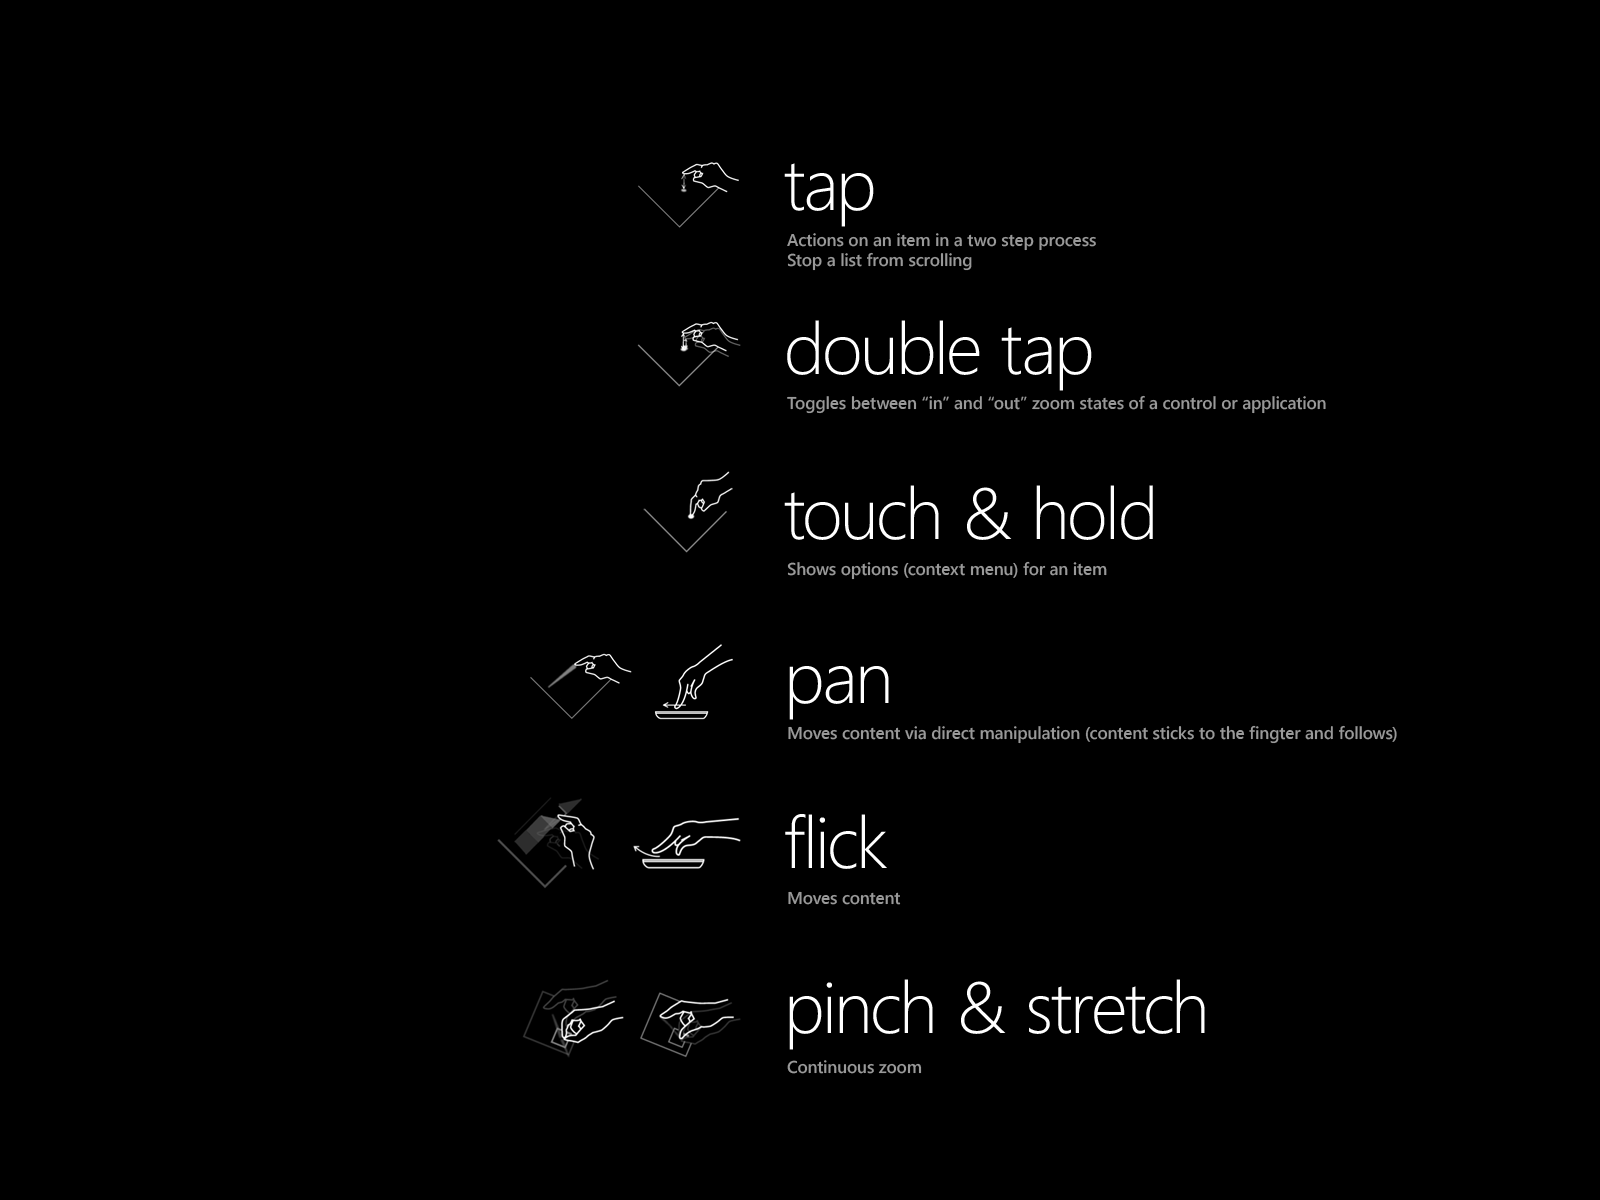 tap
Actions on an item in a two step process
Stop a list from scrolling
double tap
Toggles between “in” and “out” zoom states of a control or application
touch & hold
Shows options (context menu) for an item
pan
Moves content via direct manipulation (content sticks to the fingter and follows)
flick
Moves content
pinch & stretch
Continuous zoom